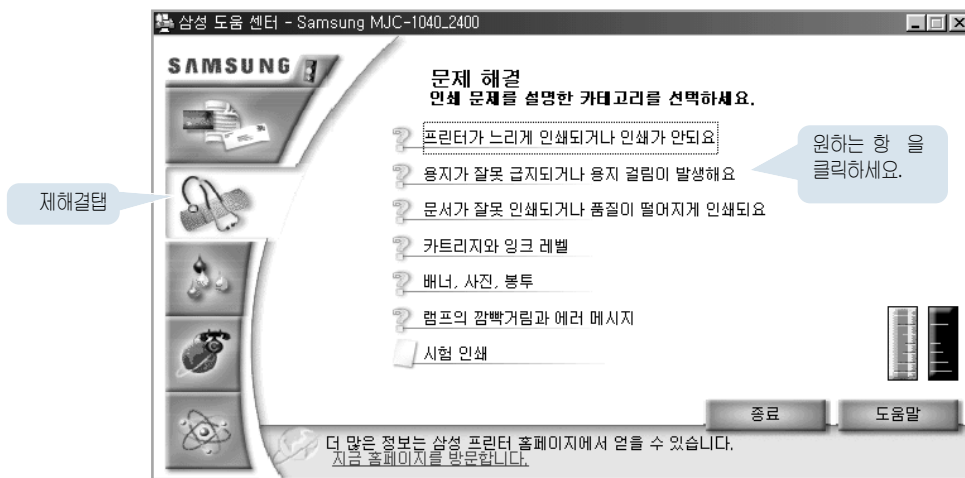 삼성 도움 센터 - Samsung MJC-1040_2400
SAMSUNG
문제 해결
인쇄 문제를 설명한 카테고리를 선택하세요.
프린터가 느리게 인쇄되거나 인쇄가 안되요
용지가 잘못 급지되거나 용지 걸림이 발생해요
문서가 잘못 인쇄되거나 품질이 떨어지게 인쇄되요
카트리지와 잉크 레벨
배너, 사진, 봉투
램프의 깜빡거림과 에러 메시지
시험 인쇄
원하는 항 을
클릭하세요.
제해결탭
종료
도움말
더 많은 정보는 삼성 프린터 홈페이지에서 얻을 수 있습니다.
지금 홈페이지를 방문합니다.